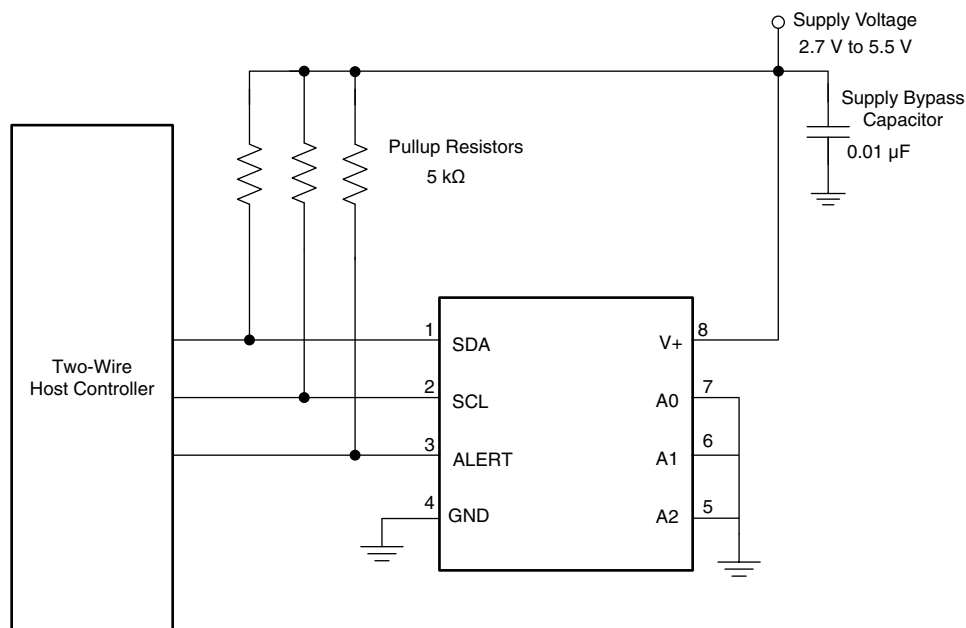 Supply Voltage
2.7 V to 5.5 V
Supply Bypass
Capacitor
0.01 µF
Pullup Resistors
5 kΩ
Two-Wire
Host Controller
1
SDA
2
SCL
3
ALERT
4
GND
8
V+
7
A0
6
A1
5
A2